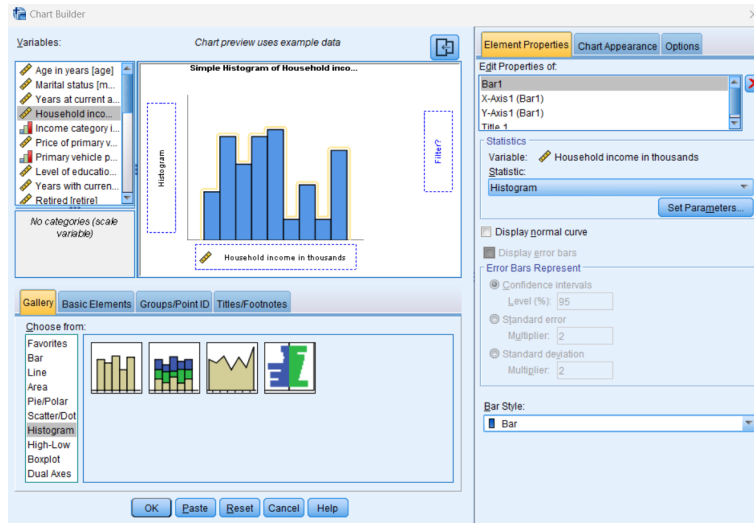 Chart Builder
Variables:
Chart preview uses example data
Age in years [age]
Marital status [m...
Years at current a...
Household inco...
Income category i...
Price of primary v...
Primary vehicle p...
Level of educatio...
Years with curren...
Retired [retire]
No categories (scale
variable)
Simple Histogram of Household inco...
Histogram
Filter?
Household income in thousands
Gallery
Basic Elements
Groups/Point ID
Titles/Footnotes
Choose from:
Favorites
Bar
Line
Area
Pie/Polar
Scatter/Dot
Histogram
High-Low
Boxplot
Dual Axes
OK
Paste
Reset
Cancel
Help
Element Properties
Chart Appearance
Options
Edit Properties of:
Bar1
X-Axis1 (Bar1)
Y-Axis1 (Bar1)
Title 1
Statistics
Variable: Household income in thousands
Statistic:
Histogram
Set Parameters...
Display normal curve
Display error bars
Error Bars Represent
Confidence intervals
Level (%): 95
Standard error
Multiplier: 2
Standard deviation
Multiplier: 2
Bar Style:
Bar